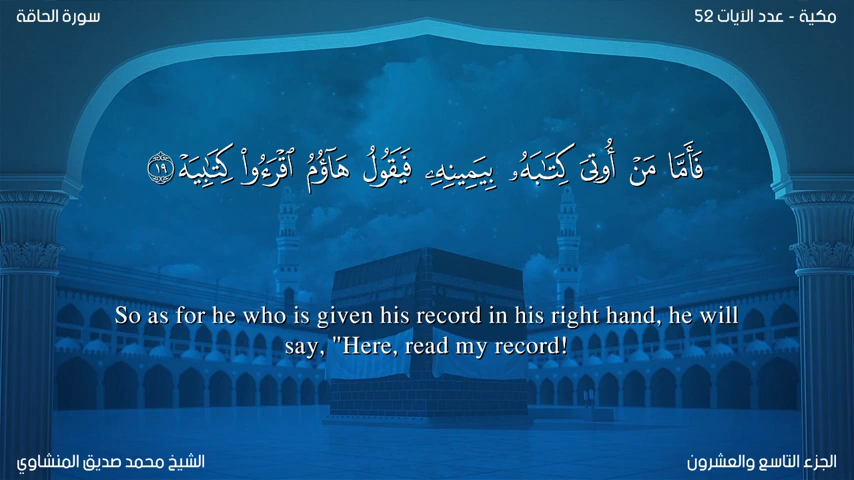 مكية - عدد الآيات 52
سورة الحاقة
فَأَمَّا مَنْ أُوتِىَ كِتَـٰبَهُۥ بِيَمِينِهِۦ فَيَقُولُ هَآؤُمُ ٱقْرَءُوا۟ كِتَـٰبِيَهْ ١٩
So as for he who is given his record in his right hand, he will
say, "Here, read my record!
الجزء التاسع والعشرون
الشيخ محمد صديق المنشاوي